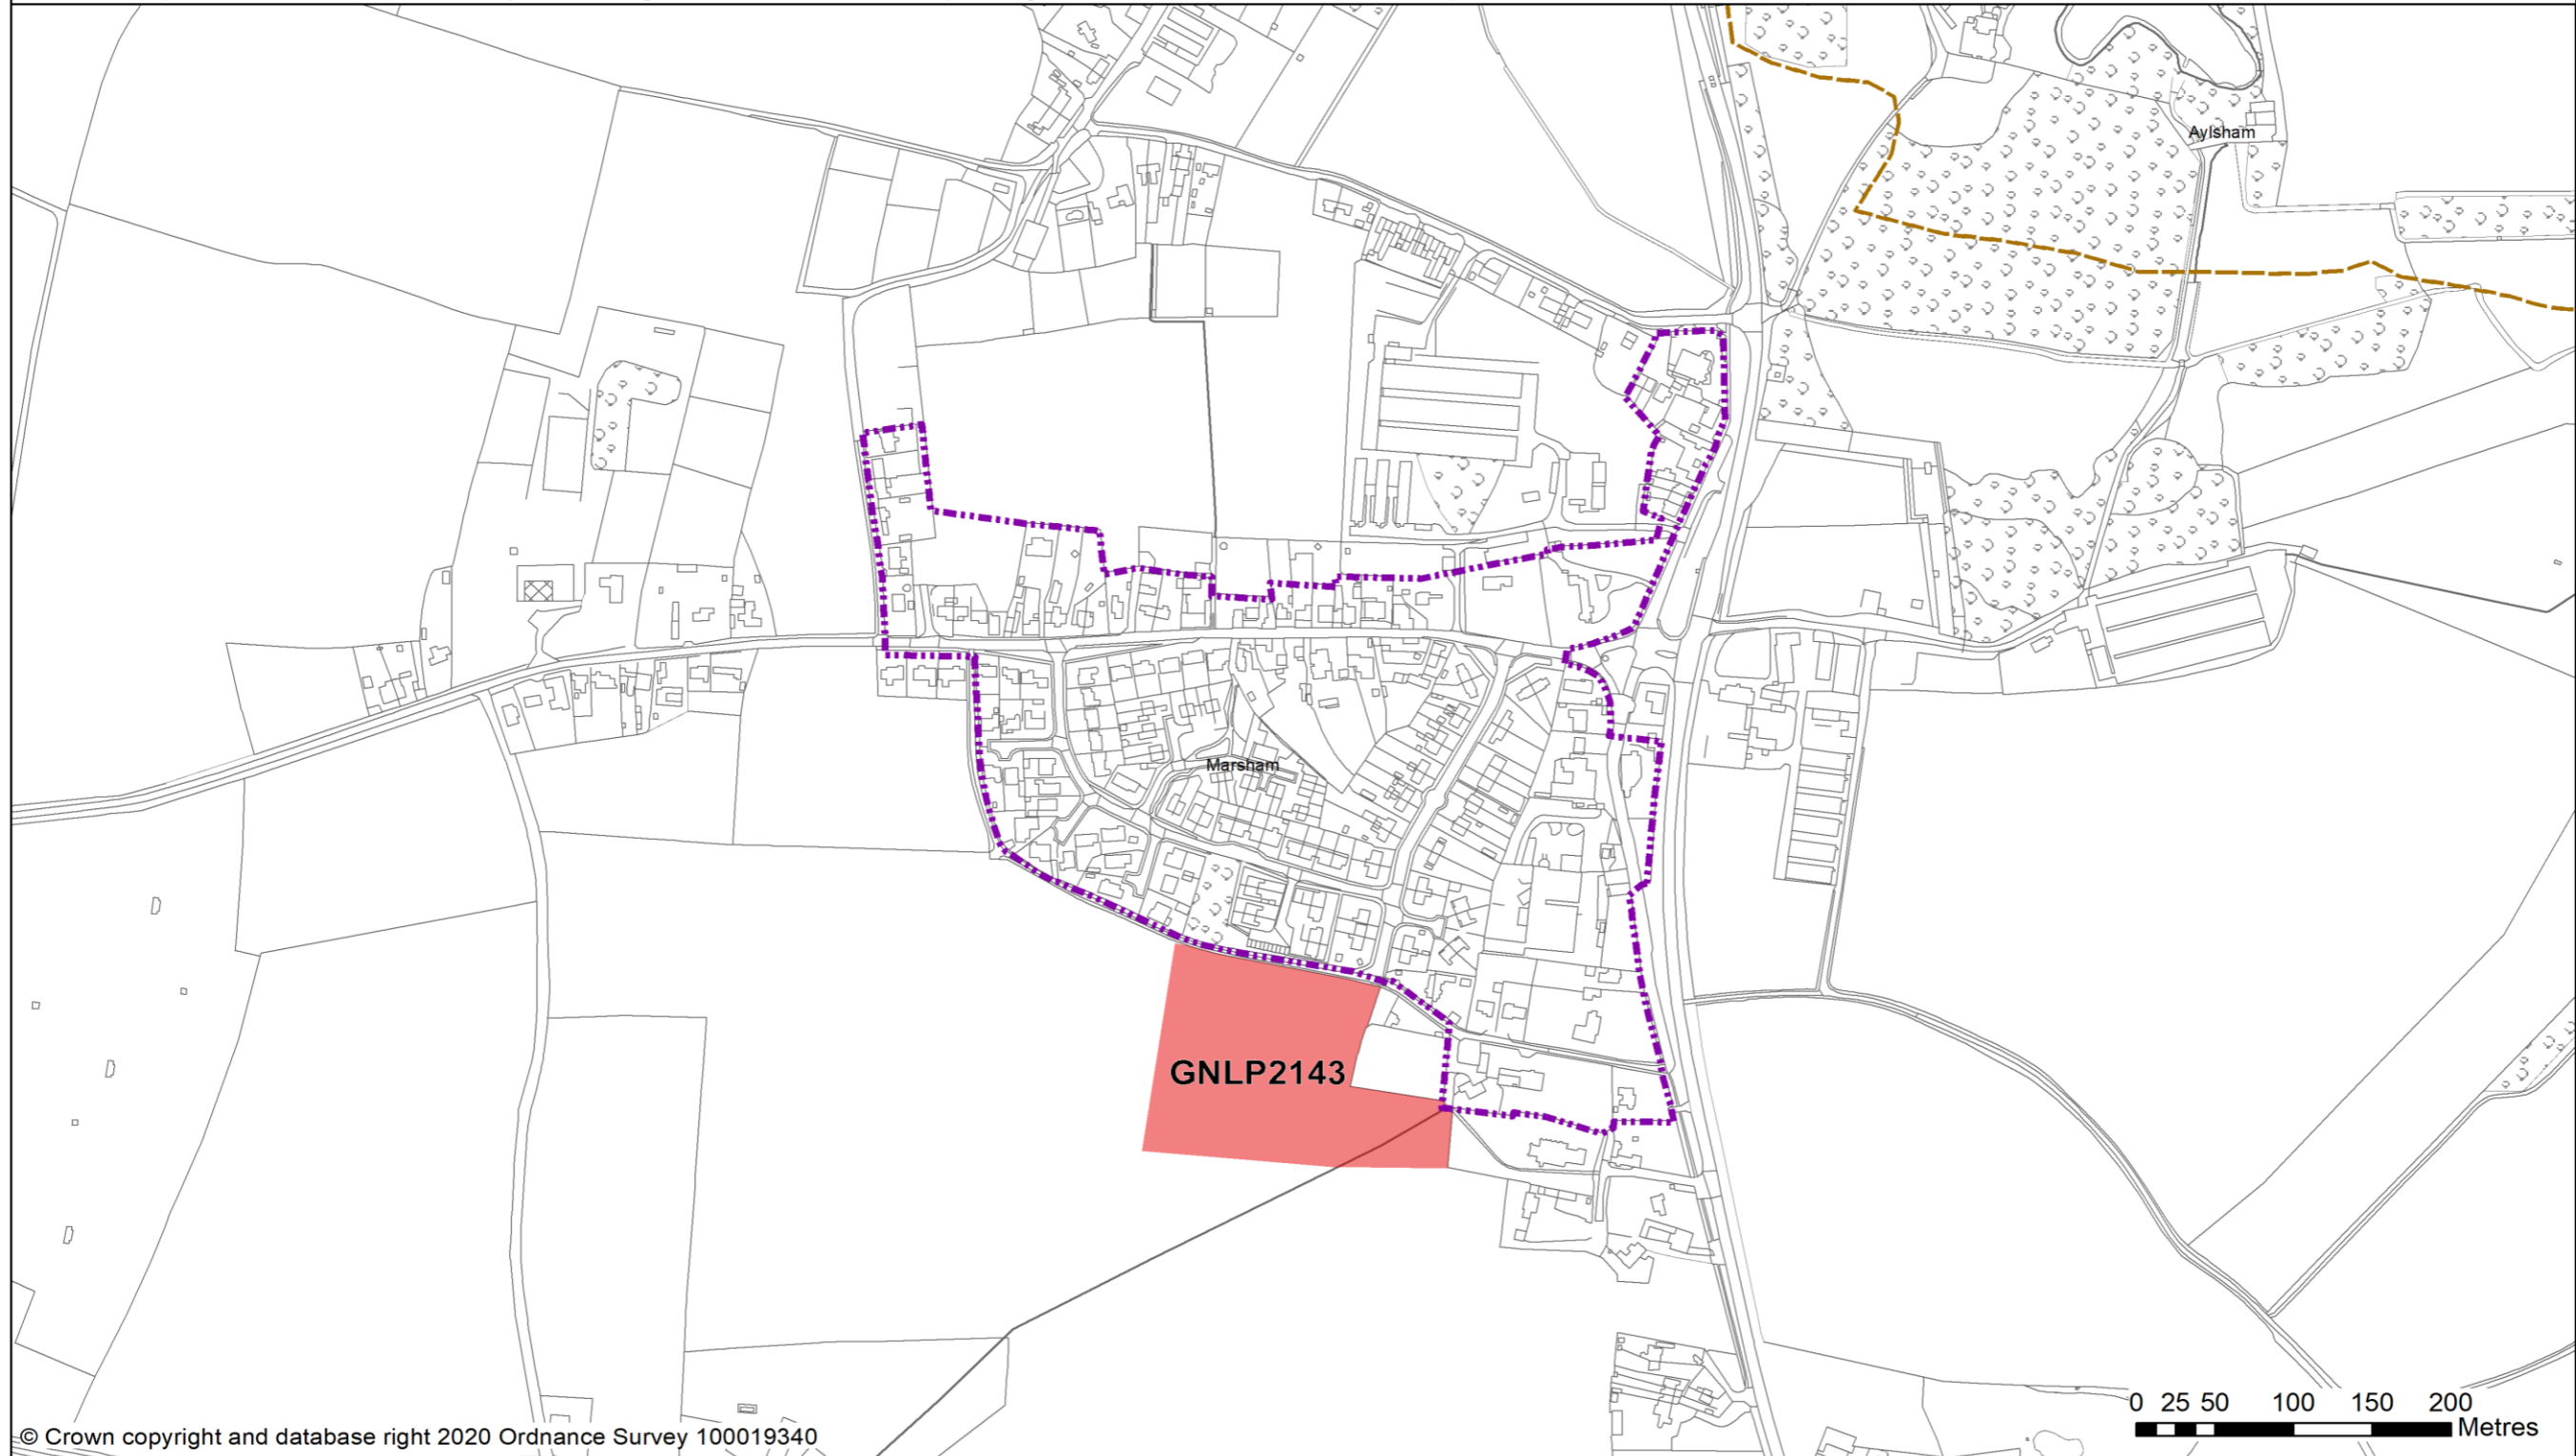 Aylsham
Marsham
GNLP2143
0 25 50 100 150 200
Metres
© Crown copyright and database right 2020 Ordnance Survey 100019340